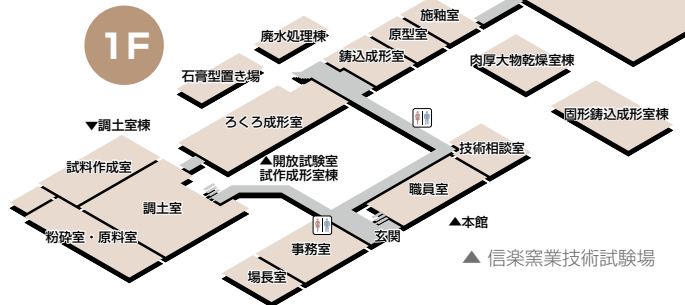 1F
施釉室
原型室
廃水処理棟
鋳込成形室
肉厚大物乾燥室棟
石膏型置き場
固形鋳込成形室棟
ろくろ成形室
▼調土室棟
技術相談室
▲開放試験室
試作成形室棟
試料作成室
職員室
調土室
▲本館
粉砕室・原料室
玄関
事務室
▲ 信楽窯業技術試験場
場長室